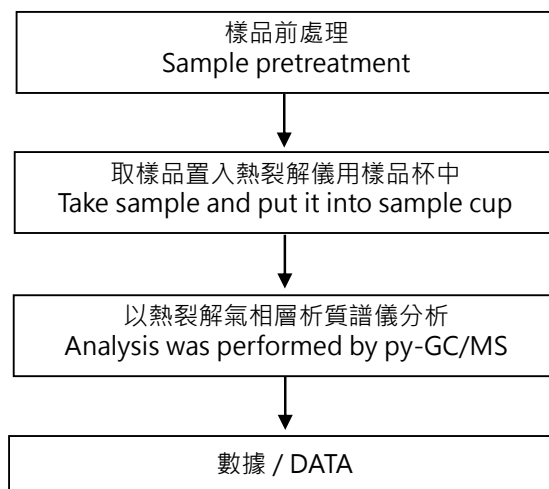 樣品前處理
Sample pretreatment
取樣品置入熱裂解儀用樣品杯中
Take sample and put it into sample cup
以熱裂解氣相層析質譜儀分析
Analysis was performed by py-GC/MS
數據 / DATA